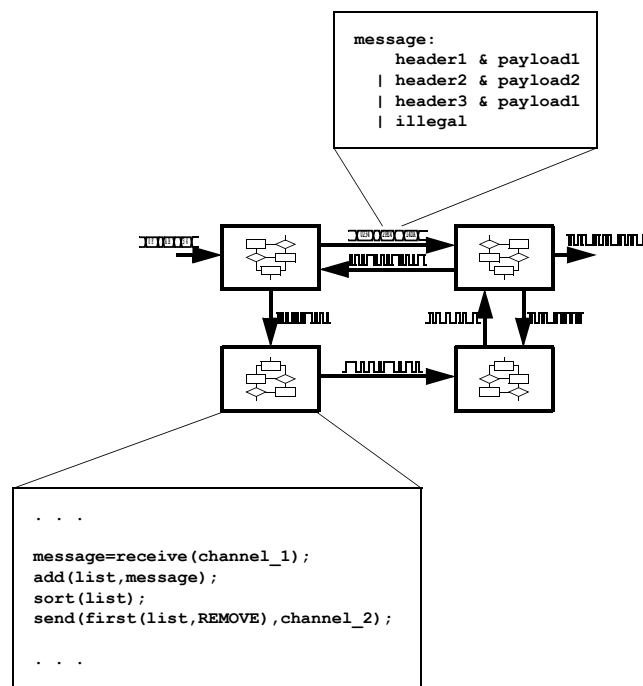 message:
header1 & payload1
| header2 & payload2
| header3 & payload1
| illegal
. . .
message=receive(channel_1);
add(list,message);
sort(list);
send(first(list,REMOVE),channel_2);
. . .